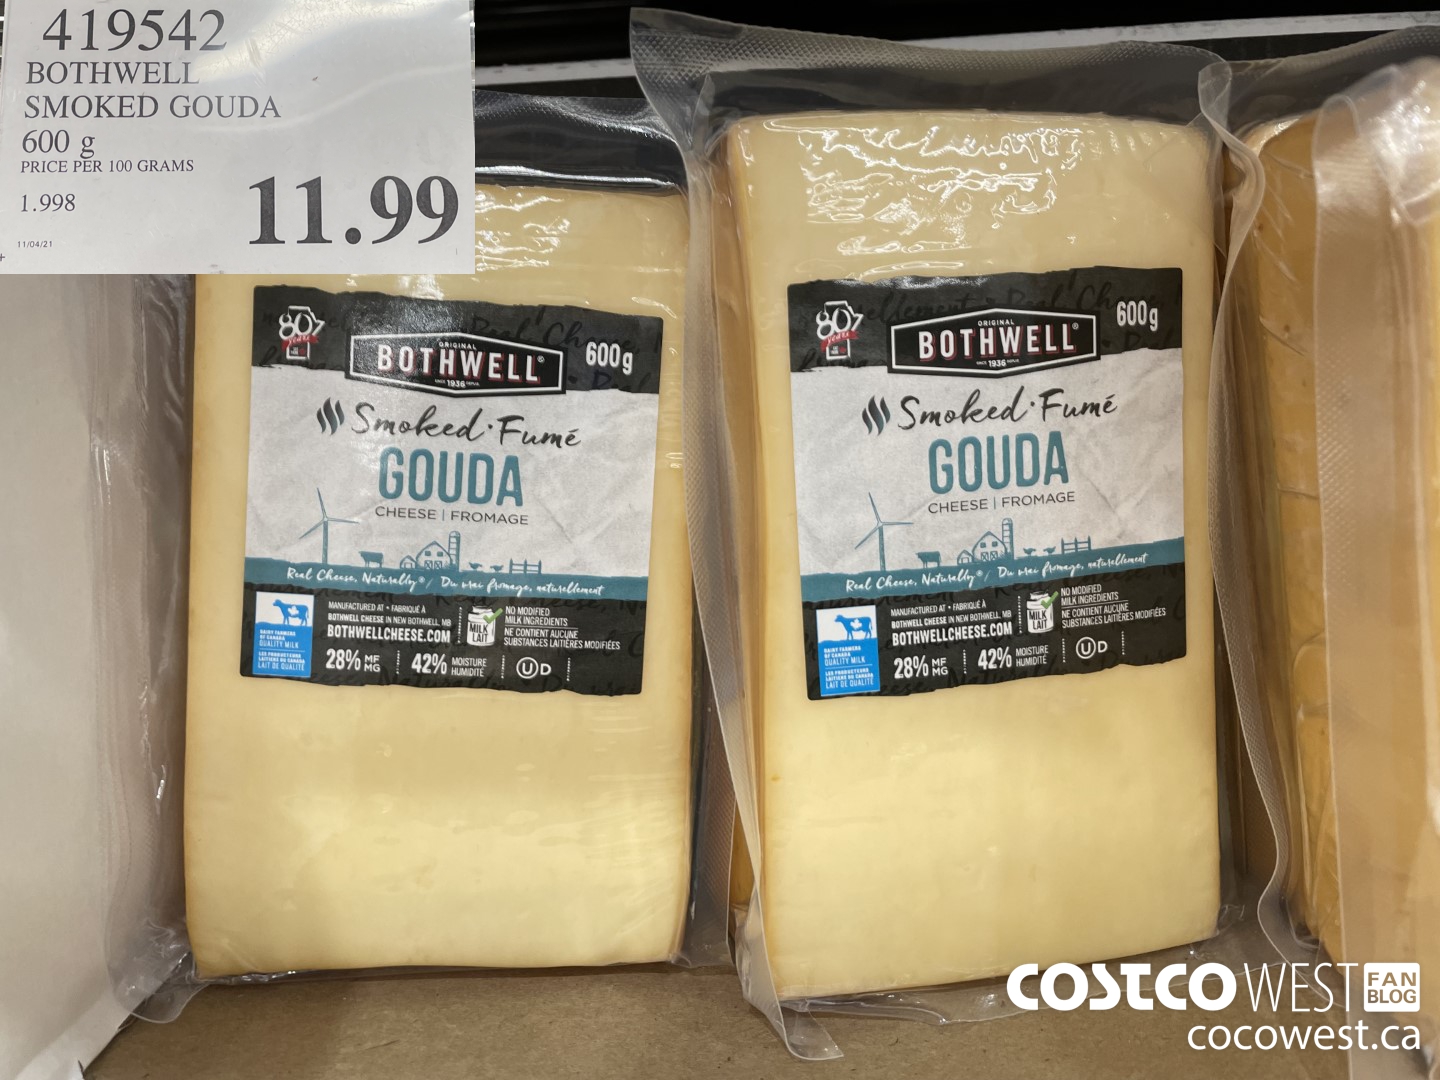 419542
BOTHWELL
SMOKED GOUDA
600 g
PRICE PER 100 GRAMS
1.998
11.99
11/04/21
80
years
ORIGINAL
BOTHWELL®
SINCE 1936 DEPUIS
600g
Smoked·Fumé
GOUDA
CHEESE | FROMAGE
Real Cheese, Naturally® / Du vrai fromage, naturellement
DAIRY FARMERS
OF CANADA
QUALITY MILK
LES PRODUCTEURS
LAITIERS DU CANADA
LAIT DE QUALITÉ
MANUFACTURED AT • FABRIQUÉ À
BOTHWELL CHEESE IN NEW BOTHWELL, MB
BOTHWELLCHEESE.COM
MILK
LAIT
NO MODIFIED
MILK INGREDIENTS
NE CONTIENT AUCUNE
SUBSTANCES LAITIÈRES MODIFIÉES
28% MF
MG
42% MOISTURE
HUMIDITÉ
U D
80
years
ORIGINAL
BOTHWELL®
SINCE 1936 DEPUIS
600g
Smoked·Fumé
GOUDA
CHEESE | FROMAGE
Real Cheese, Naturally® / Du vrai fromage, naturellement
DAIRY FARMERS
OF CANADA
QUALITY MILK
LES PRODUCTEURS
LAITIERS DU CANADA
LAIT DE QUALITÉ
MANUFACTURED AT • FABRIQUÉ À
BOTHWELL CHEESE IN NEW BOTHWELL, MB
BOTHWELLCHEESE.COM
MILK
LAIT
NO MODIFIED
MILK INGREDIENTS
NE CONTIENT AUCUNE
SUBSTANCES LAITIÈRES MODIFIÉES
28% MF
MG
42% MOISTURE
HUMIDITÉ
U D
COSTCO WEST FAN
BLOG
cocowest.ca